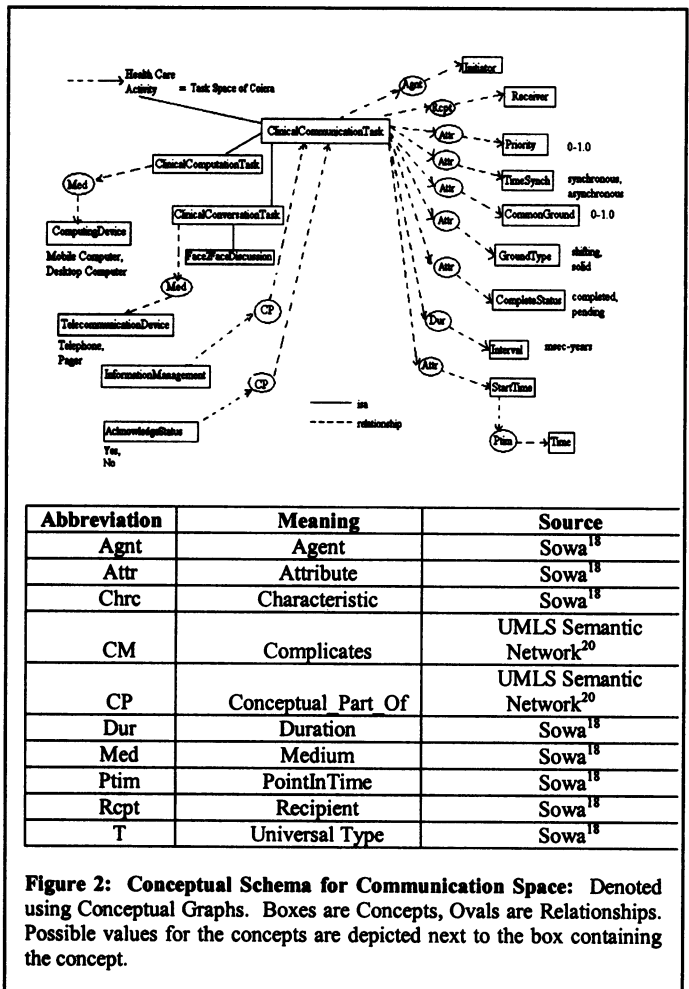 Health Care
Activity = Task Space of Coiera
Agnt
Initiator
Rcpt
Receiver
ClinicalCommunicationTask
Attr
Priority 0-1.0
Attr
TimeSynch synchronous,
asynchronous
Attr
CommonGround 0-1.0
Attr
GroundType shifting,
solid
Attr
CompleteStatus completed,
pending
Dur
Interval msec-years
Attr
StartTime
Ptim
Time
ClinicalComputationTask
Med
ComputingDevice
Mobile Computer,
Desktop Computer
ClinicalConversationTask
Face2FaceDiscussion
Med
TelecommunicationDevice
Telephone,
Pager
CP
InformationManagement
CP
AcknowledgeStatus
Yes,
No
isa
relationship
Abbreviation Meaning Source
Agnt Agent Sowa18
Attr Attribute Sowa18
Chrc Characteristic Sowa18
CM Complicates UMLS Semantic
Network20
CP Conceptual_Part_Of UMLS Semantic
Network20
Dur Duration Sowa18
Med Medium Sowa18
Ptim PointInTime Sowa18
Rcpt Recipient Sowa18
T Universal Type Sowa18
Figure 2: Conceptual Schema for Communication Space: Denoted
using Conceptual Graphs. Boxes are Concepts, Ovals are Relationships.
Possible values for the concepts are depicted next to the box containing
the concept.